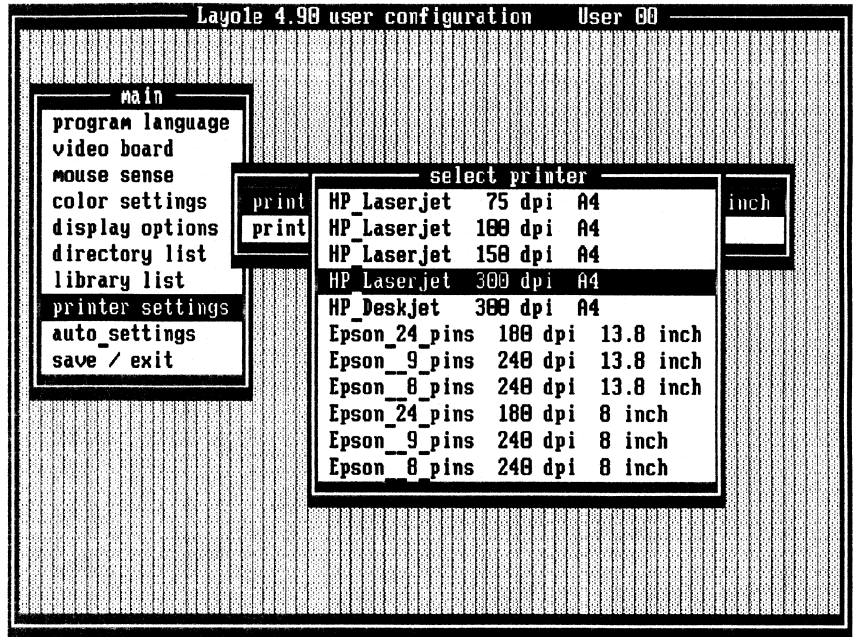 Layo1e 4.90 user configuration User 00
main
program language
video board
mouse sense
color settings
display options
directory list
library list
printer settings
auto_settings
save / exit
print
print
inch
select printer
HP_Laserjet 75 dpi A4
HP_Laserjet 100 dpi A4
HP_Laserjet 150 dpi A4
HP_Laserjet 300 dpi A4
HP_Deskjet 300 dpi A4
Epson_24_pins 180 dpi 13.8 inch
Epson__9_pins 240 dpi 13.8 inch
Epson__8_pins 240 dpi 13.8 inch
Epson_24_pins 180 dpi 8 inch
Epson__9_pins 240 dpi 8 inch
Epson__8_pins 240 dpi 8 inch